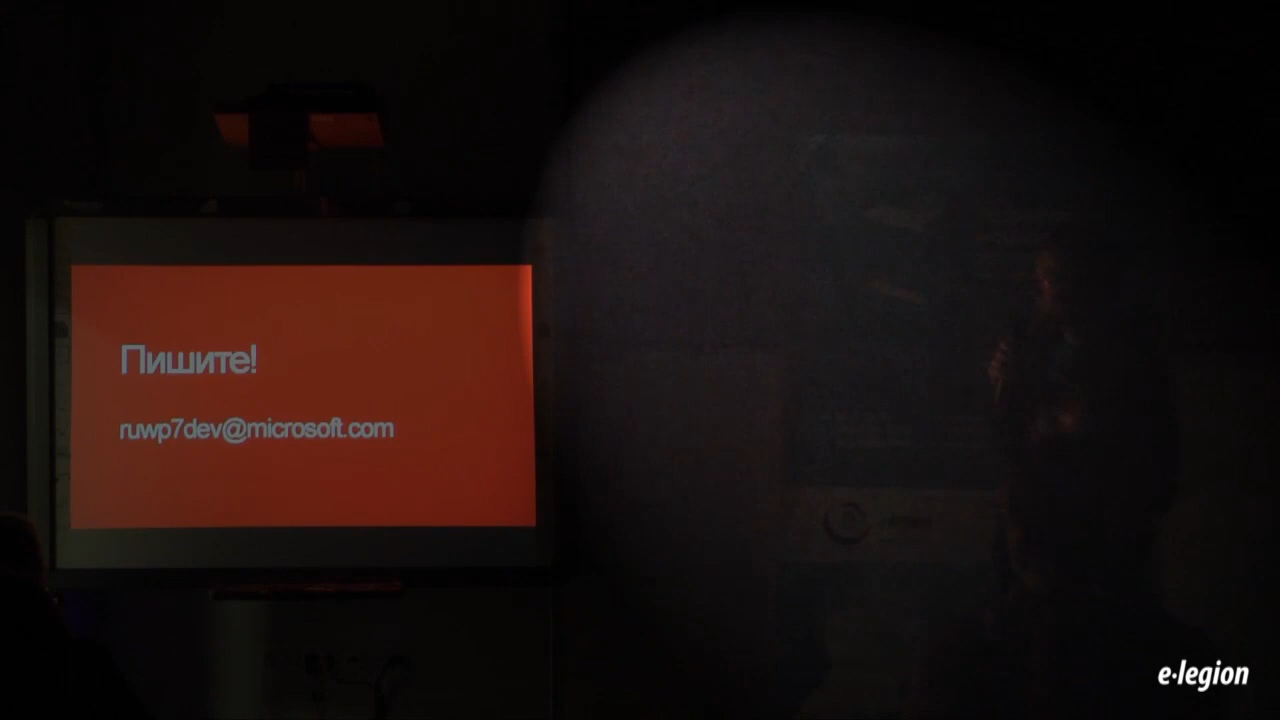 Пишите!
ruwp7dev@microsoft.com
e·legion